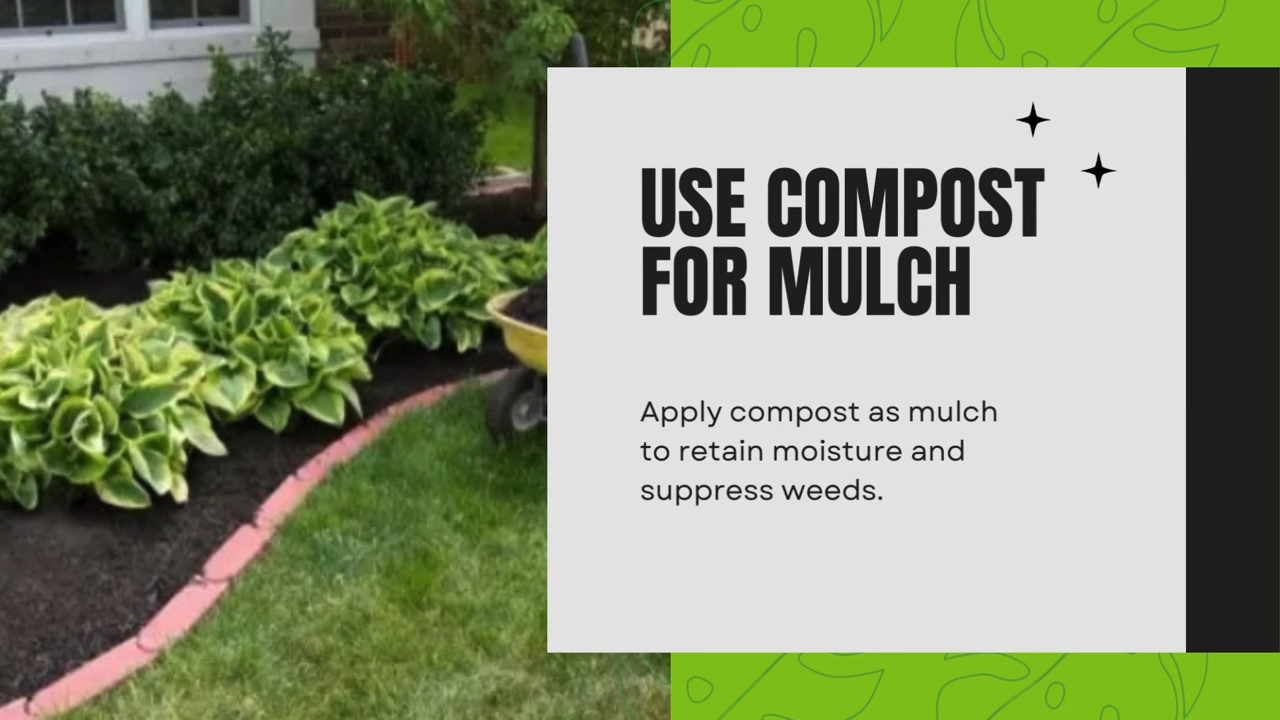 USE COMPOST
FOR MULCH
Apply compost as mulch
to retain moisture and
suppress weeds.